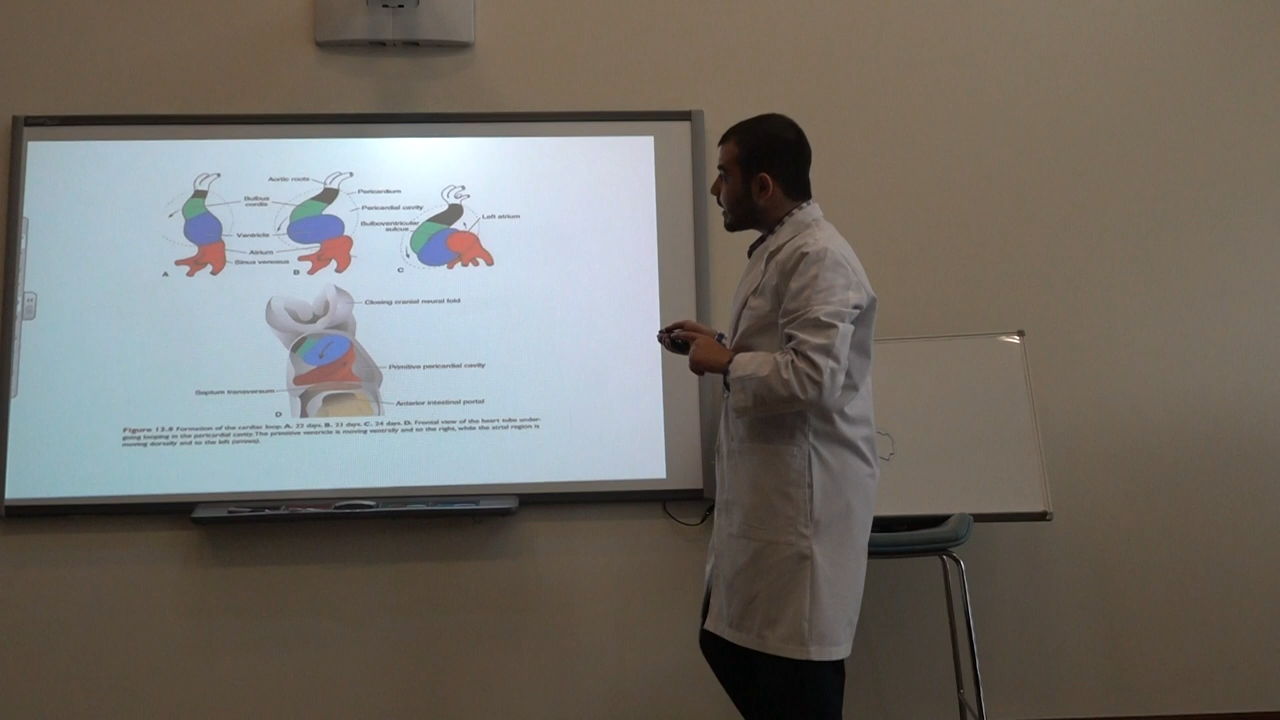 Aortic roots
Pericardium
Bulbus
cordis
Pericardial cavity
Bulboventricular
sulcus
Left atrium
Ventricle
Atrium
Sinus venosus
A
B
C
Closing cranial neural fold
Primitive pericardial cavity
Septum transversum
Anterior intestinal portal
D
Figure 13.8 Formation of the cardiac loop. A. 22 days. B. 23 days. C. 24 days. D. Frontal view of the heart tube under-
going looping in the pericardial cavity. The primitive ventricle is moving ventrally and to the right, while the atrial region is
moving dorsally and to the left (arrows).